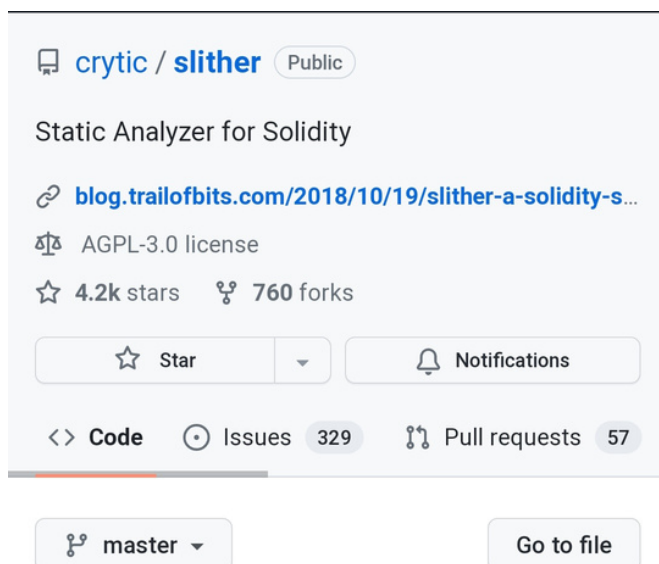 crytic / slither Public
Static Analyzer for Solidity
blog.trailofbits.com/2018/10/19/slither-a-solidity-s...
AGPL-3.0 license
4.2k stars 760 forks
Star Notifications
Code Issues 329 Pull requests 57
master Go to file